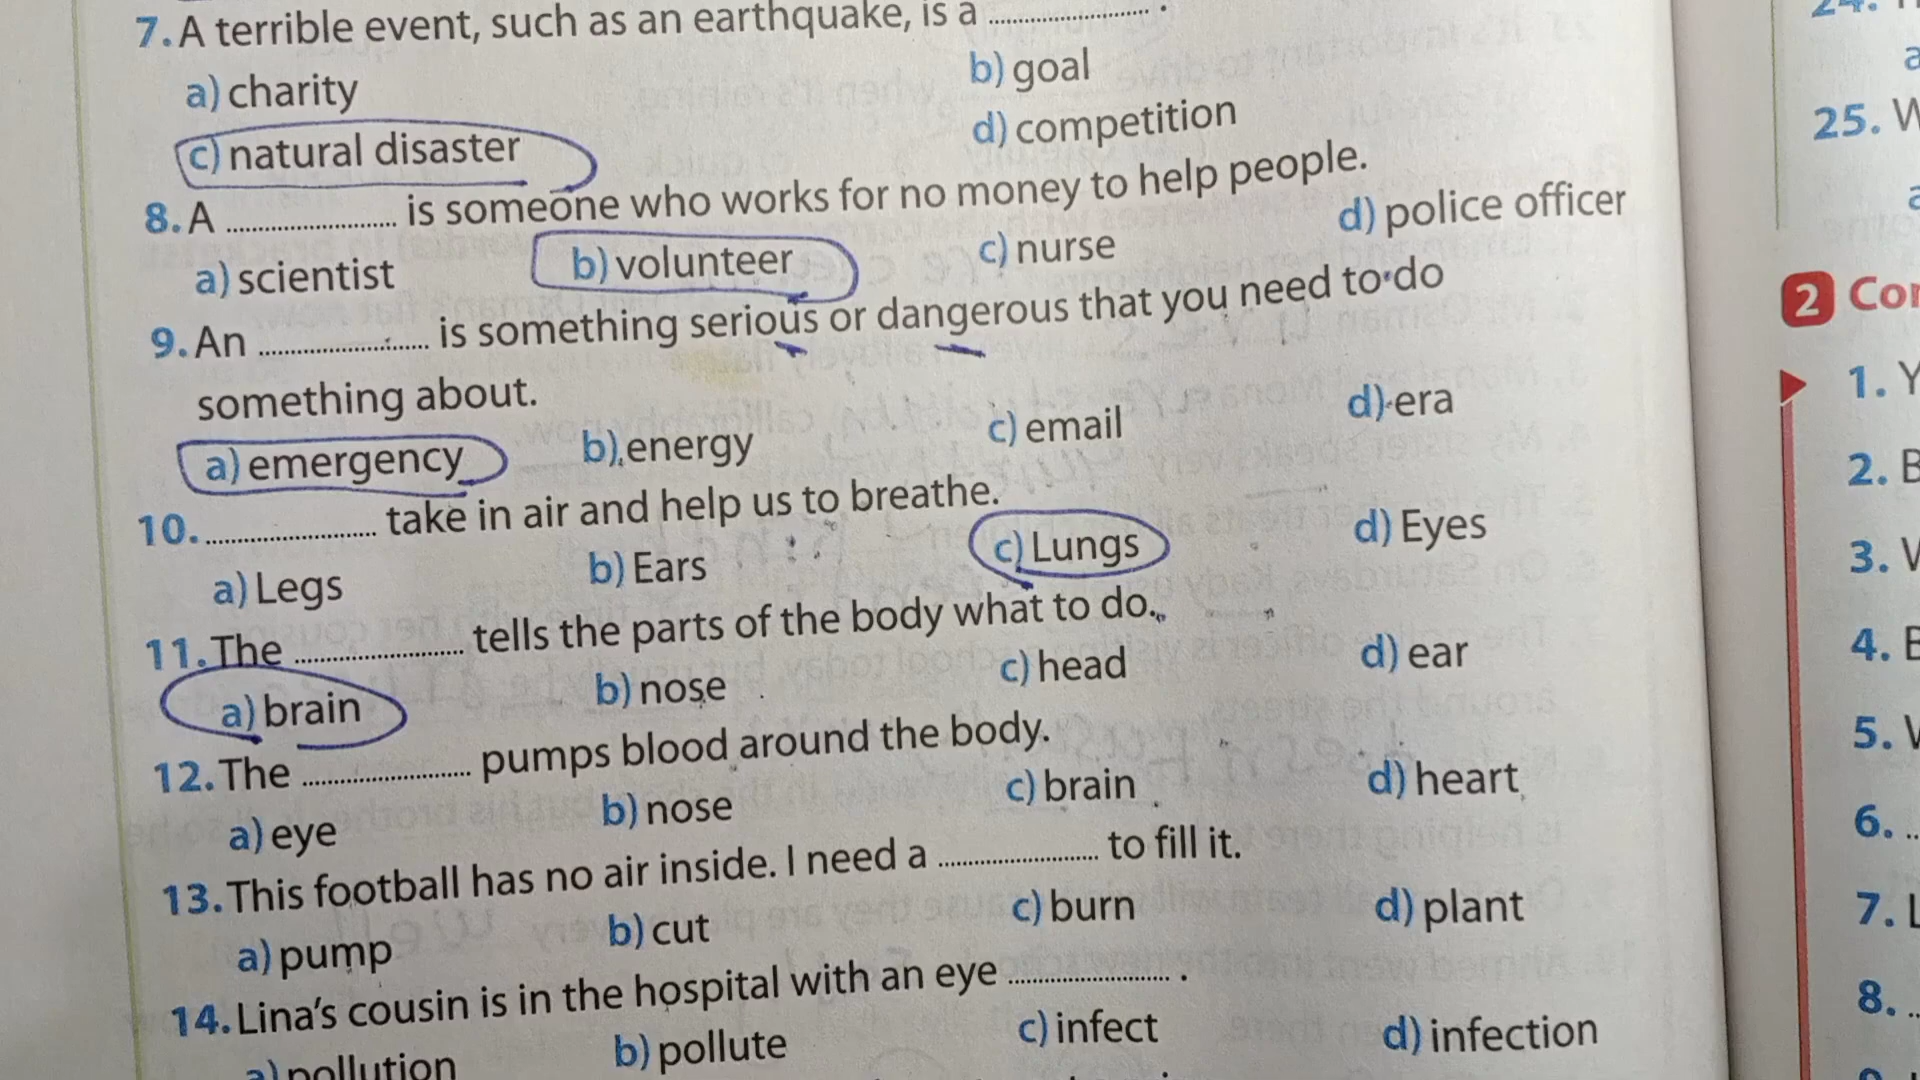 7. A terrible event, such as an earthquake, is a .............................. .
a) charity b) goal
c) natural disaster d) competition
8. A .............................. is someone who works for no money to help people.
a) scientist b) volunteer c) nurse d) police officer
9. An .............................. is something serious or dangerous that you need to do
something about.
a) emergency b) energy c) email d) era
10. .............................. take in air and help us to breathe.
a) Legs b) Ears c) Lungs d) Eyes
11. The .............................. tells the parts of the body what to do.
a) brain b) nose c) head d) ear
12. The .............................. pumps blood around the body.
a) eye b) nose c) brain d) heart
13. This football has no air inside. I need a .............................. to fill it.
a) pump b) cut c) burn d) plant
14. Lina's cousin is in the hospital with an eye .............................. .
a) pollution b) pollute c) infect d) infection
24.
25. W
2
1. Y
2. B
3. V
4. E
5. V
6. ..
7. L
8. ..